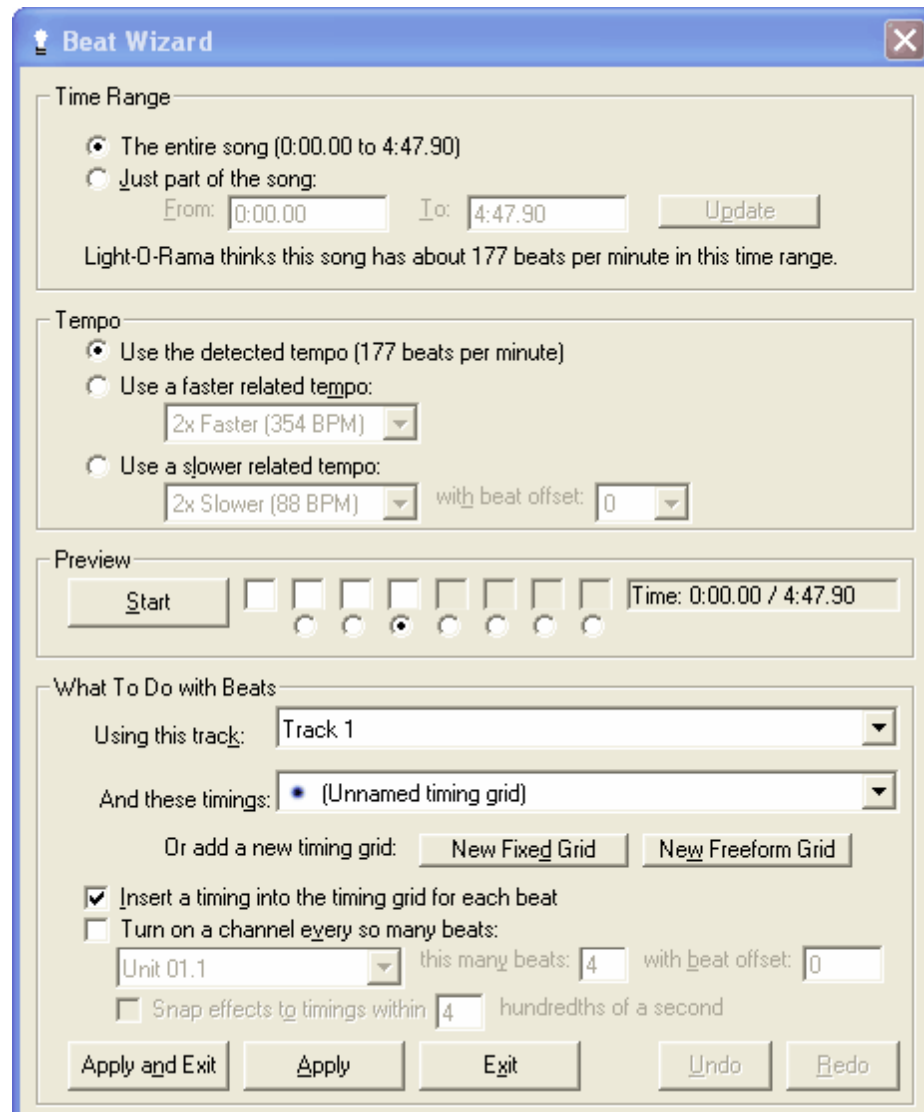 Beat Wizard
Time Range
The entire song (0:00.00 to 4:47.90)
Just part of the song:
From: 0:00.00 To: 4:47.90 Update
Light-O-Rama thinks this song has about 177 beats per minute in this time range.
Tempo
Use the detected tempo (177 beats per minute)
Use a faster related tempo:
2x Faster (354 BPM)
Use a slower related tempo:
2x Slower (88 BPM) with beat offset: 0
Preview
Start Time: 0:00.00 / 4:47.90
What To Do with Beats
Using this track: Track 1
And these timings: (Unnamed timing grid)
Or add a new timing grid: New Fixed Grid New Freeform Grid
Insert a timing into the timing grid for each beat
Turn on a channel every so many beats:
Unit 01.1 this many beats: 4 with beat offset: 0
Snap effects to timings within 4 hundredths of a second
Apply and Exit Apply Exit Undo Redo